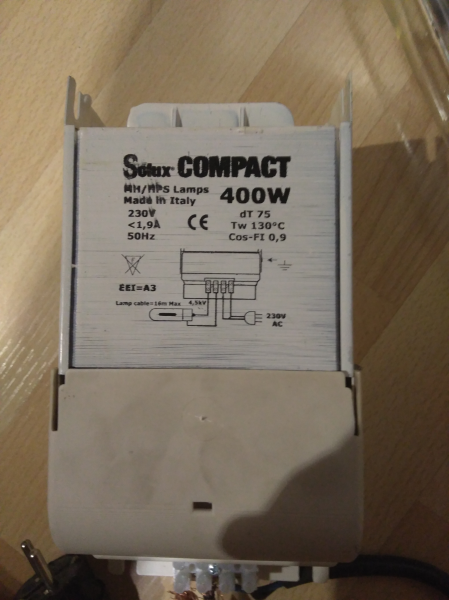 Solux COMPACT
MH/HPS Lamps 400W
Made in Italy dT 75
230V CE Tw 130°C
<1,9A Cos-FI 0,9
50Hz
EEI=A3
Lamp cable=16m Max 4,5kV
230V
AC